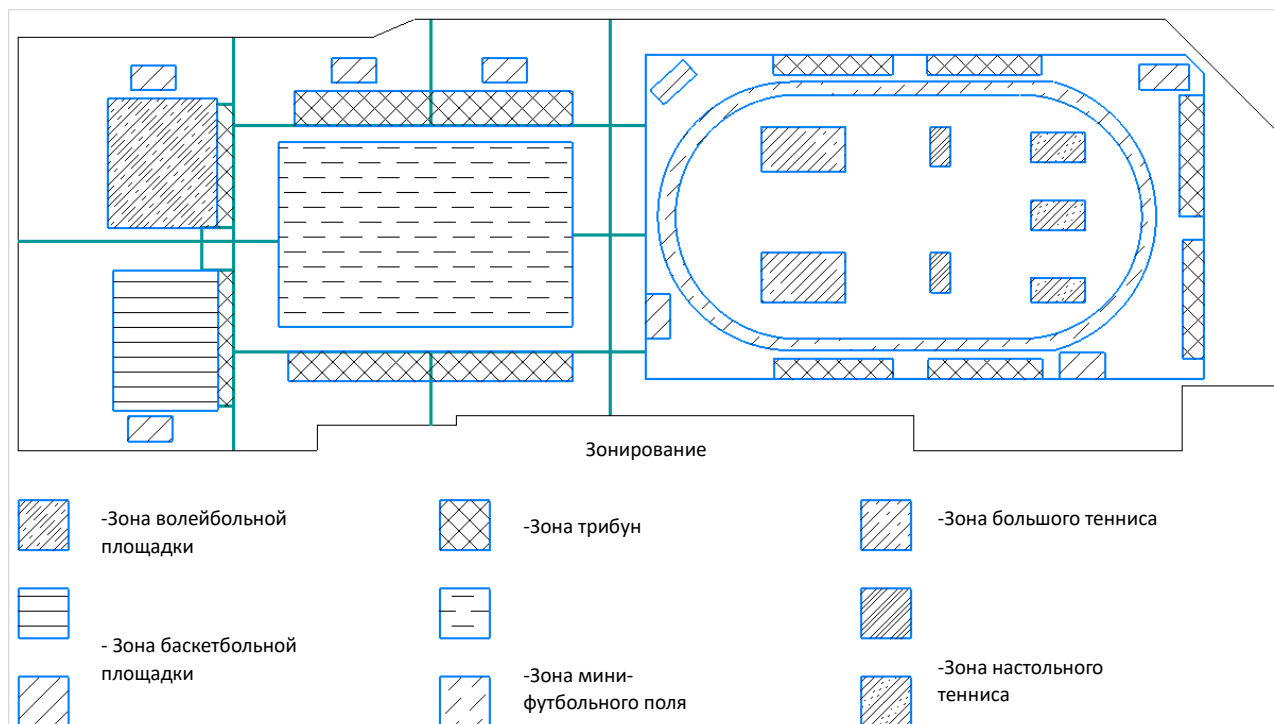 Зонирование
-Зона волейбольной
площадки
-Зона трибун
-Зона большого тенниса
- Зона баскетбольной
площадки
-Зона мини-
футбольного поля
-Зона настольного
тенниса